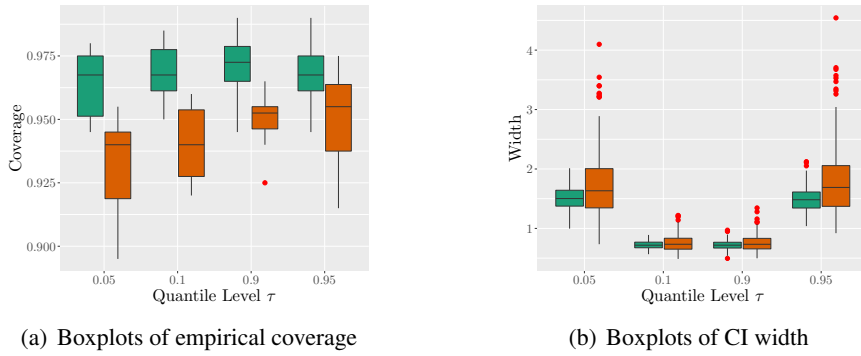 0.975
0.950
0.925
0.900
Coverage
0.05 0.1 0.9 0.95
Quantile Level τ
(a) Boxplots of empirical coverage
4
3
2
1
Width
0.05 0.1 0.9 0.95
Quantile Level τ
(b) Boxplots of CI width